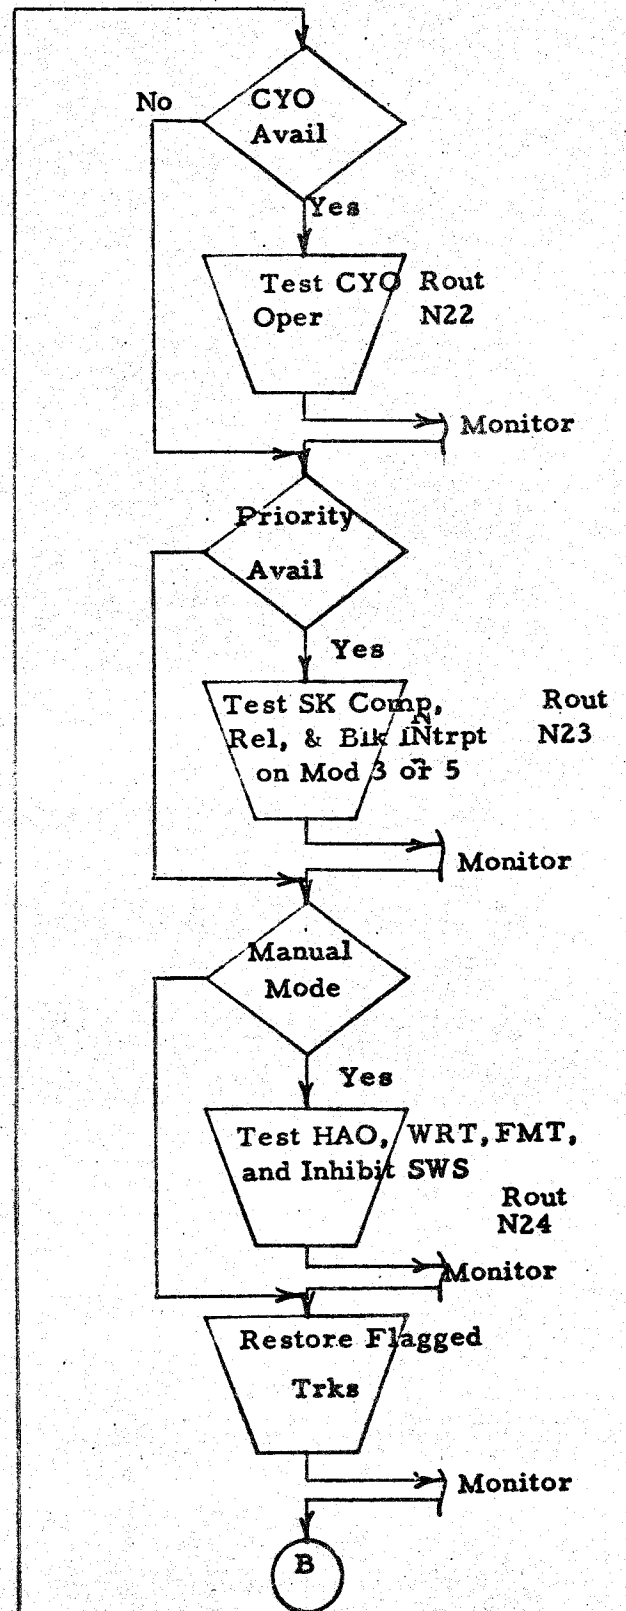 CYO
No
Avail
Yes
Test CYO Rout
Oper N22
Monitor
Priority
Avail
Yes
Test SK Comp, Rout
Rel, & Blk INtrpt N23
on Mod 3 or 5
Monitor
Manual
Mode
Yes
Test HAO, WRT, FMT,
and Inhibit SWS
Rout
N24
Monitor
Restore Flagged
Trks
Monitor
B